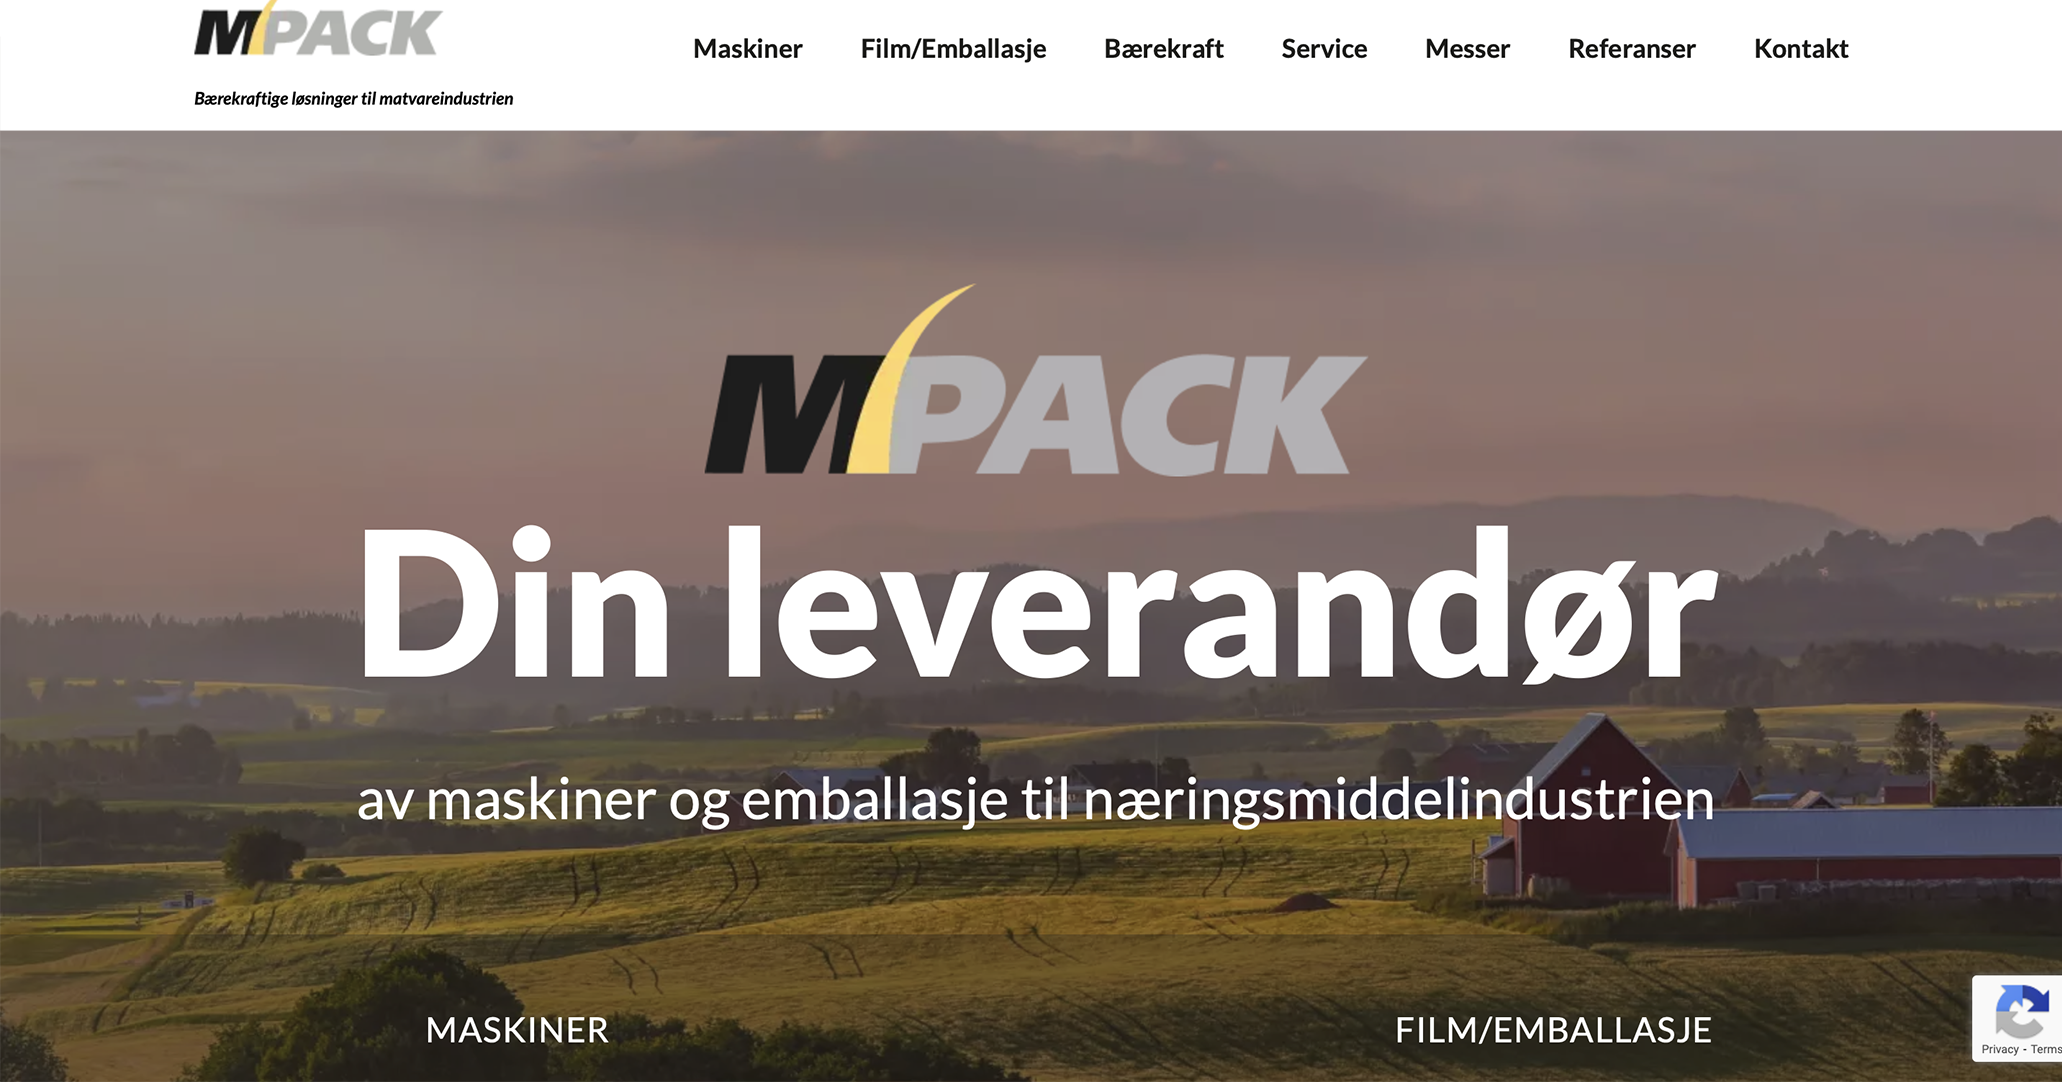 MPACK
Maskiner Film/Emballasje Bærekraft Service Messer Referanser Kontakt
Bærekraftige løsninger til matvareindustrien
MPACK
Din leverandør
av maskiner og emballasje til næringsmiddelindustrien
MASKINER FILM/EMBALLASJE
Privacy - Terms